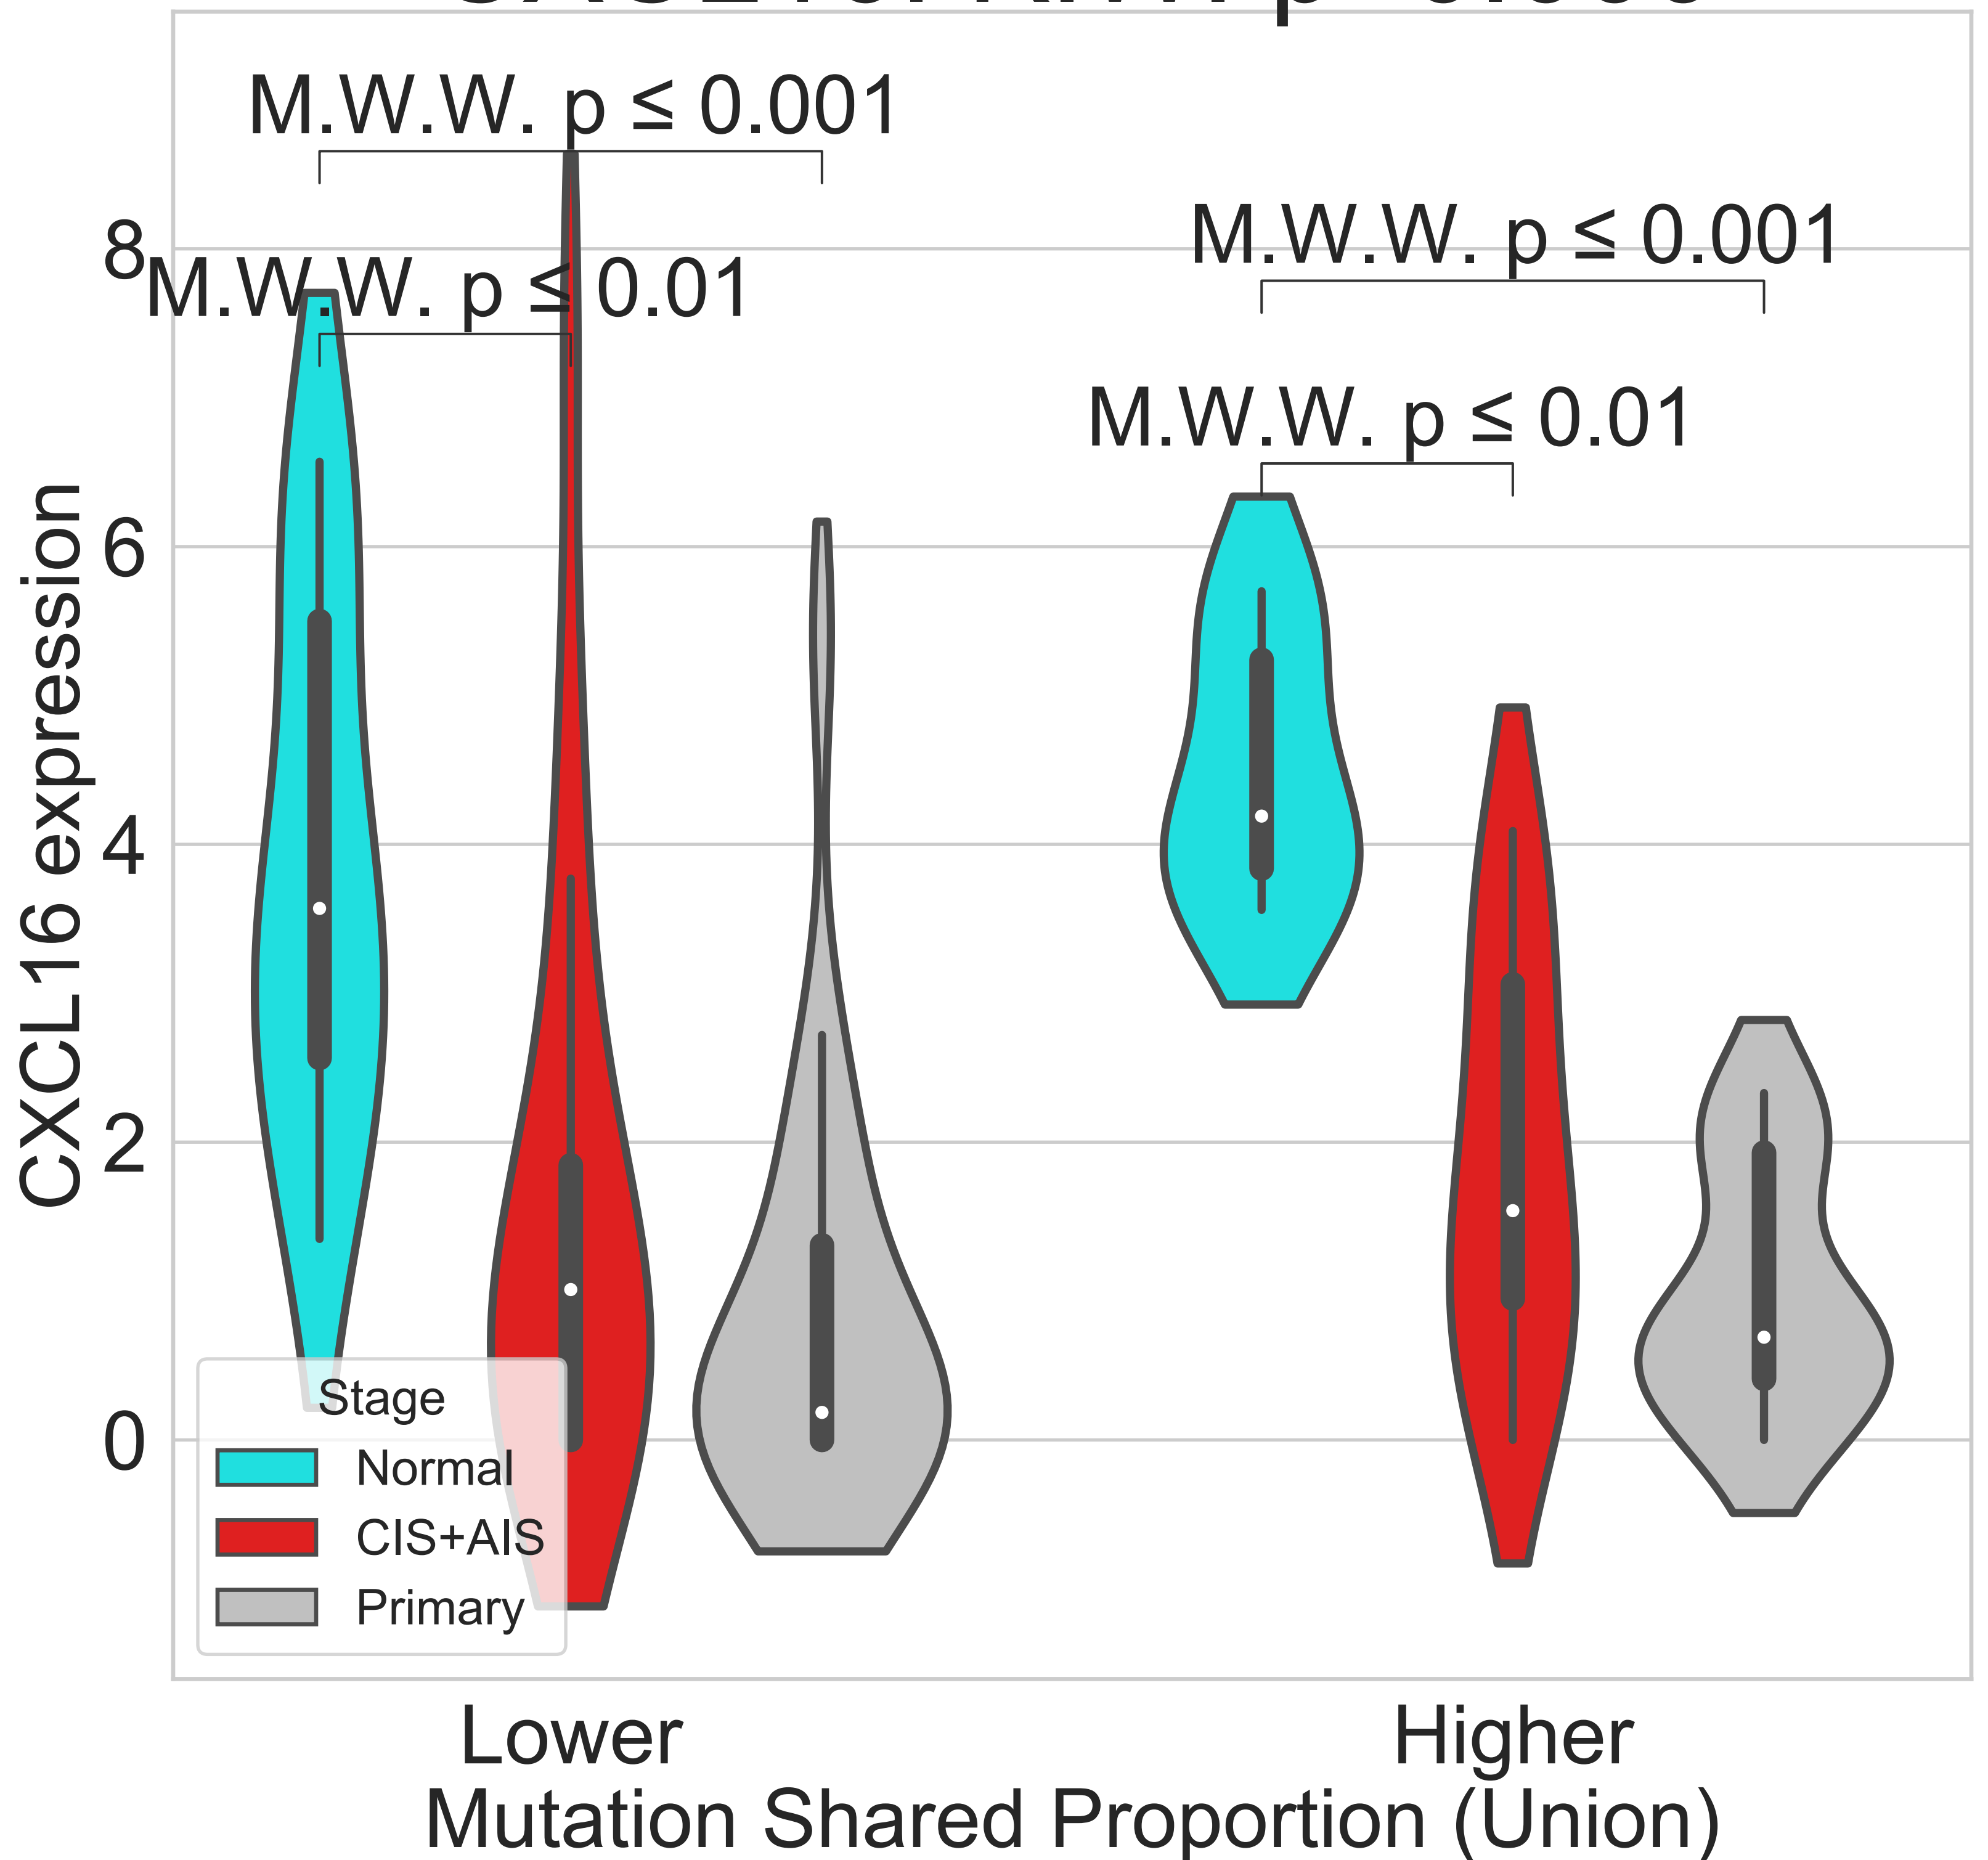 M.W.W. p ≤ 0.001
M.W.W. p ≤ 0.001
M.W.W. p ≤ 0.01
M.W.W. p ≤ 0.01
CXCL16 expression
8
6
4
2
0
Stage
Normal
CIS+AIS
Primary
Lower
Higher
Mutation Shared Proportion (Union)